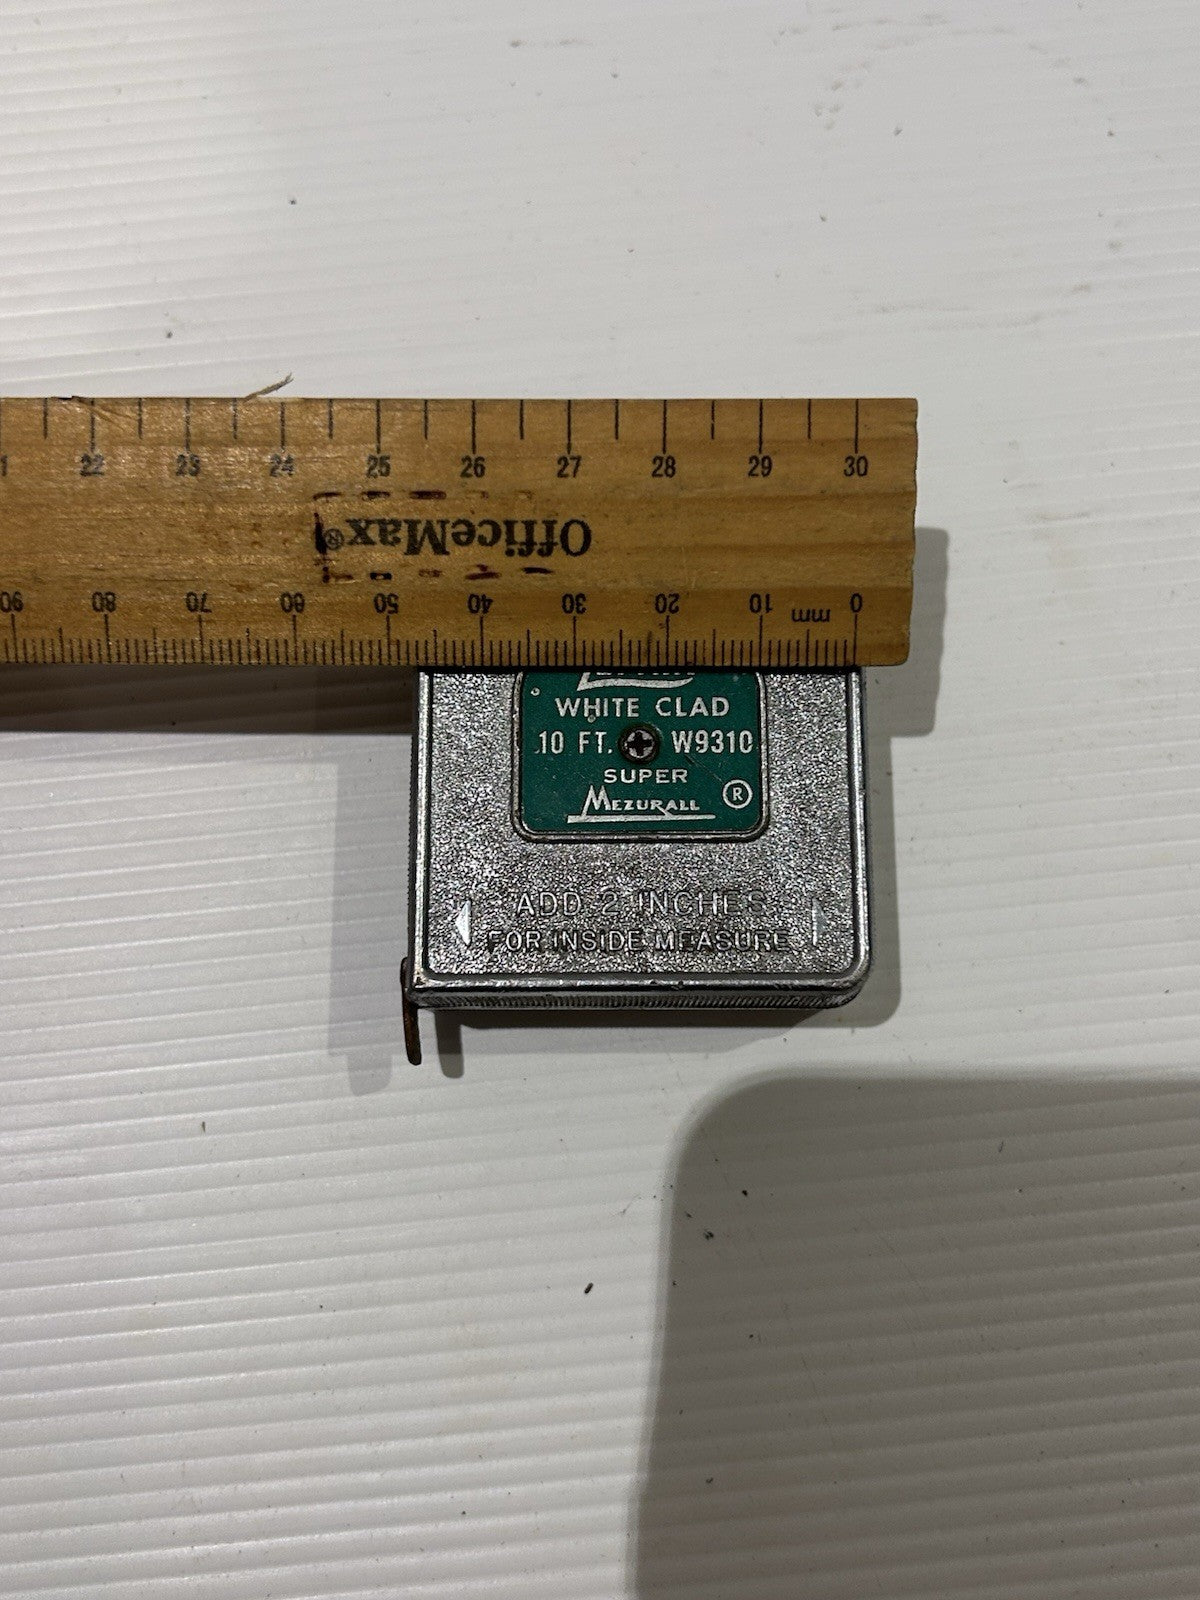 22 23 24 25 26 27 28 29 30
OfficeMax®
90 80 70 60 50 40 30 20 10 mm 0
WHITE CLAD
10 FT. W9310
SUPER
MEZURALL ®
ADD 2 INCHES
FOR INSIDE MEASURE